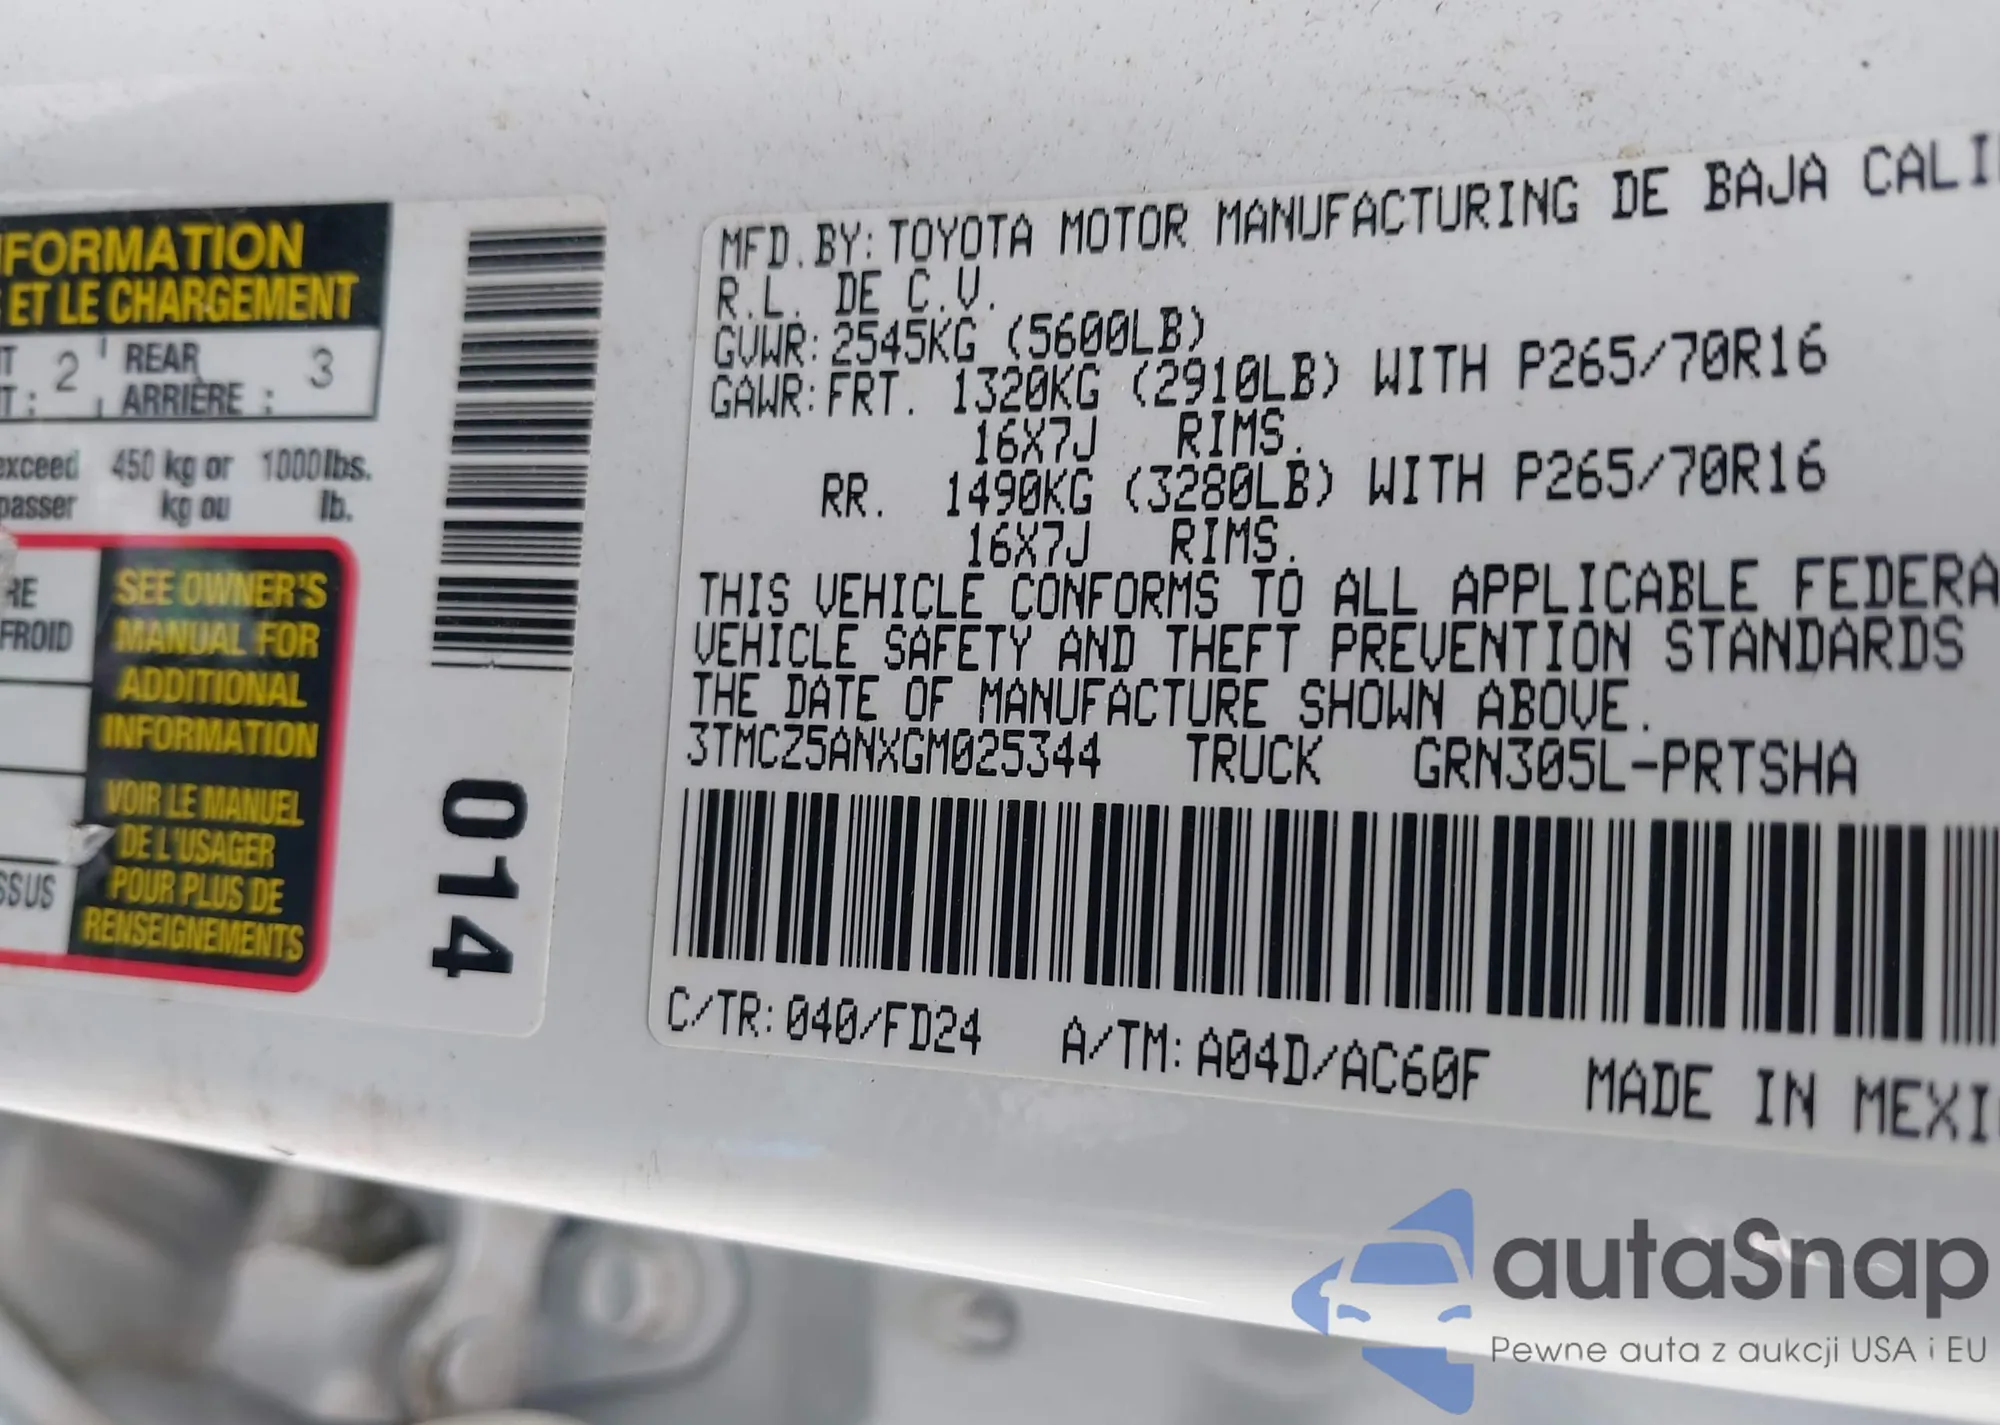 NFORMATION
ET LE CHARGEMENT
2 REAR 3
ARRIÈRE :
exceed 450 kg or 1000 lbs.
passer kg ou lb.
FROID
SEE OWNER'S
MANUAL FOR
ADDITIONAL
INFORMATION
VOIR LE MANUEL
DE L'USAGER
POUR PLUS DE
RENSEIGNEMENTS
014
MFD.BY:TOYOTA MOTOR MANUFACTURING DE BAJA CALI
R.L. DE C.V.
GVWR:2545KG (5600LB)
GAWR:FRT. 1320KG (2910LB) WITH P265/70R16
16X7J RIMS.
RR. 1490KG (3280LB) WITH P265/70R16
16X7J RIMS.
THIS VEHICLE CONFORMS TO ALL APPLICABLE FEDERA
VEHICLE SAFETY AND THEFT PREVENTION STANDARDS
THE DATE OF MANUFACTURE SHOWN ABOVE.
3TMCZ5ANXGM025344 TRUCK GRN305L-PRTSHA
C/TR:040/FD24 A/TM:A04D/AC60F MADE IN MEXI
autaSnap
Pewne auta z aukcji USA i EU